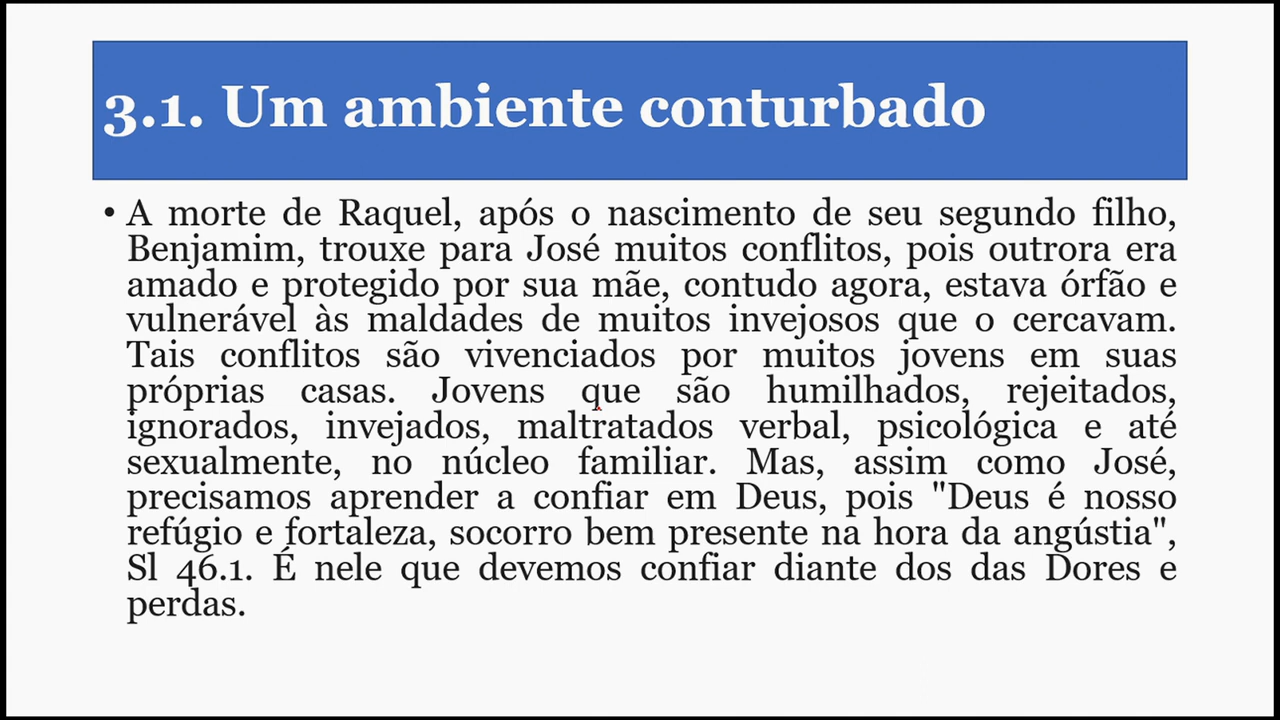 3.1. Um ambiente conturbado
• A morte de Raquel, após o nascimento de seu segundo filho,
Benjamim, trouxe para José muitos conflitos, pois outrora era
amado e protegido por sua mãe, contudo agora, estava órfão e
vulnerável às maldades de muitos invejosos que o cercavam.
Tais conflitos são vivenciados por muitos jovens em suas
próprias casas. Jovens que são humilhados, rejeitados,
ignorados, invejados, maltratados verbal, psicológica e até
sexualmente, no núcleo familiar. Mas, assim como José,
precisamos aprender a confiar em Deus, pois "Deus é nosso
refúgio e fortaleza, socorro bem presente na hora da angústia",
Sl 46.1. É nele que devemos confiar diante dos das Dores e
perdas.